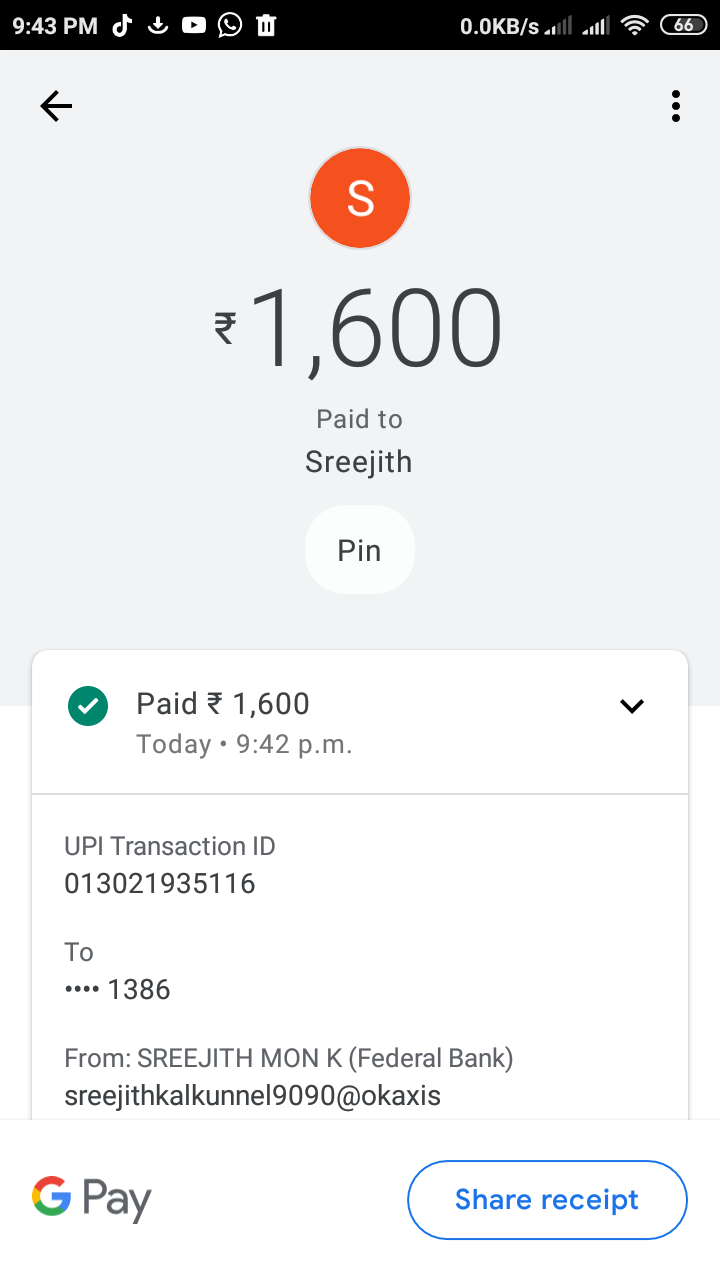 9:43 PM 0.0KB/s 66
S
₹1,600
Paid to
Sreejith
Pin
Paid ₹ 1,600
Today • 9:42 p.m.
UPI Transaction ID
013021935116
To
•••• 1386
From: SREEJITH MON K (Federal Bank)
sreejithkalkunnel9090@okaxis
G Pay
Share receipt